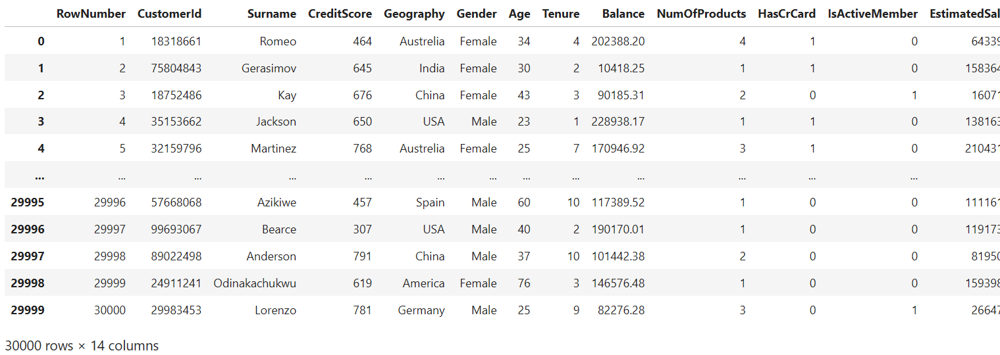 RowNumber CustomerId Surname CreditScore Geography Gender Age Tenure Balance NumOfProducts HasCrCard IsActiveMember EstimatedSal
0 1 18318661 Romeo 464 Austrelia Female 34 4 202388.20 4 1 0 64339
1 2 75804843 Gerasimov 645 India Female 30 2 10418.25 1 1 0 158364
2 3 18752486 Kay 676 China Female 43 3 90185.31 2 0 1 16071
3 4 35153662 Jackson 650 USA Male 23 1 228938.17 1 1 0 138163
4 5 32159796 Martinez 768 Austrelia Female 25 7 170946.92 3 1 0 210431
... ... ... ... ... ... ... ... ... ... ... ... ...
29995 29996 57668068 Azikiwe 457 Spain Male 60 10 117389.52 1 0 0 111161
29996 29997 99693067 Bearce 307 USA Male 40 2 190170.01 1 0 0 119173
29997 29998 89022498 Anderson 791 China Male 37 10 101442.38 2 0 0 81950
29998 29999 24911241 Odinakachukwu 619 America Female 76 3 146576.48 1 0 0 159398
29999 30000 29983453 Lorenzo 781 Germany Male 25 9 82276.28 3 0 1 26647
30000 rows × 14 columns